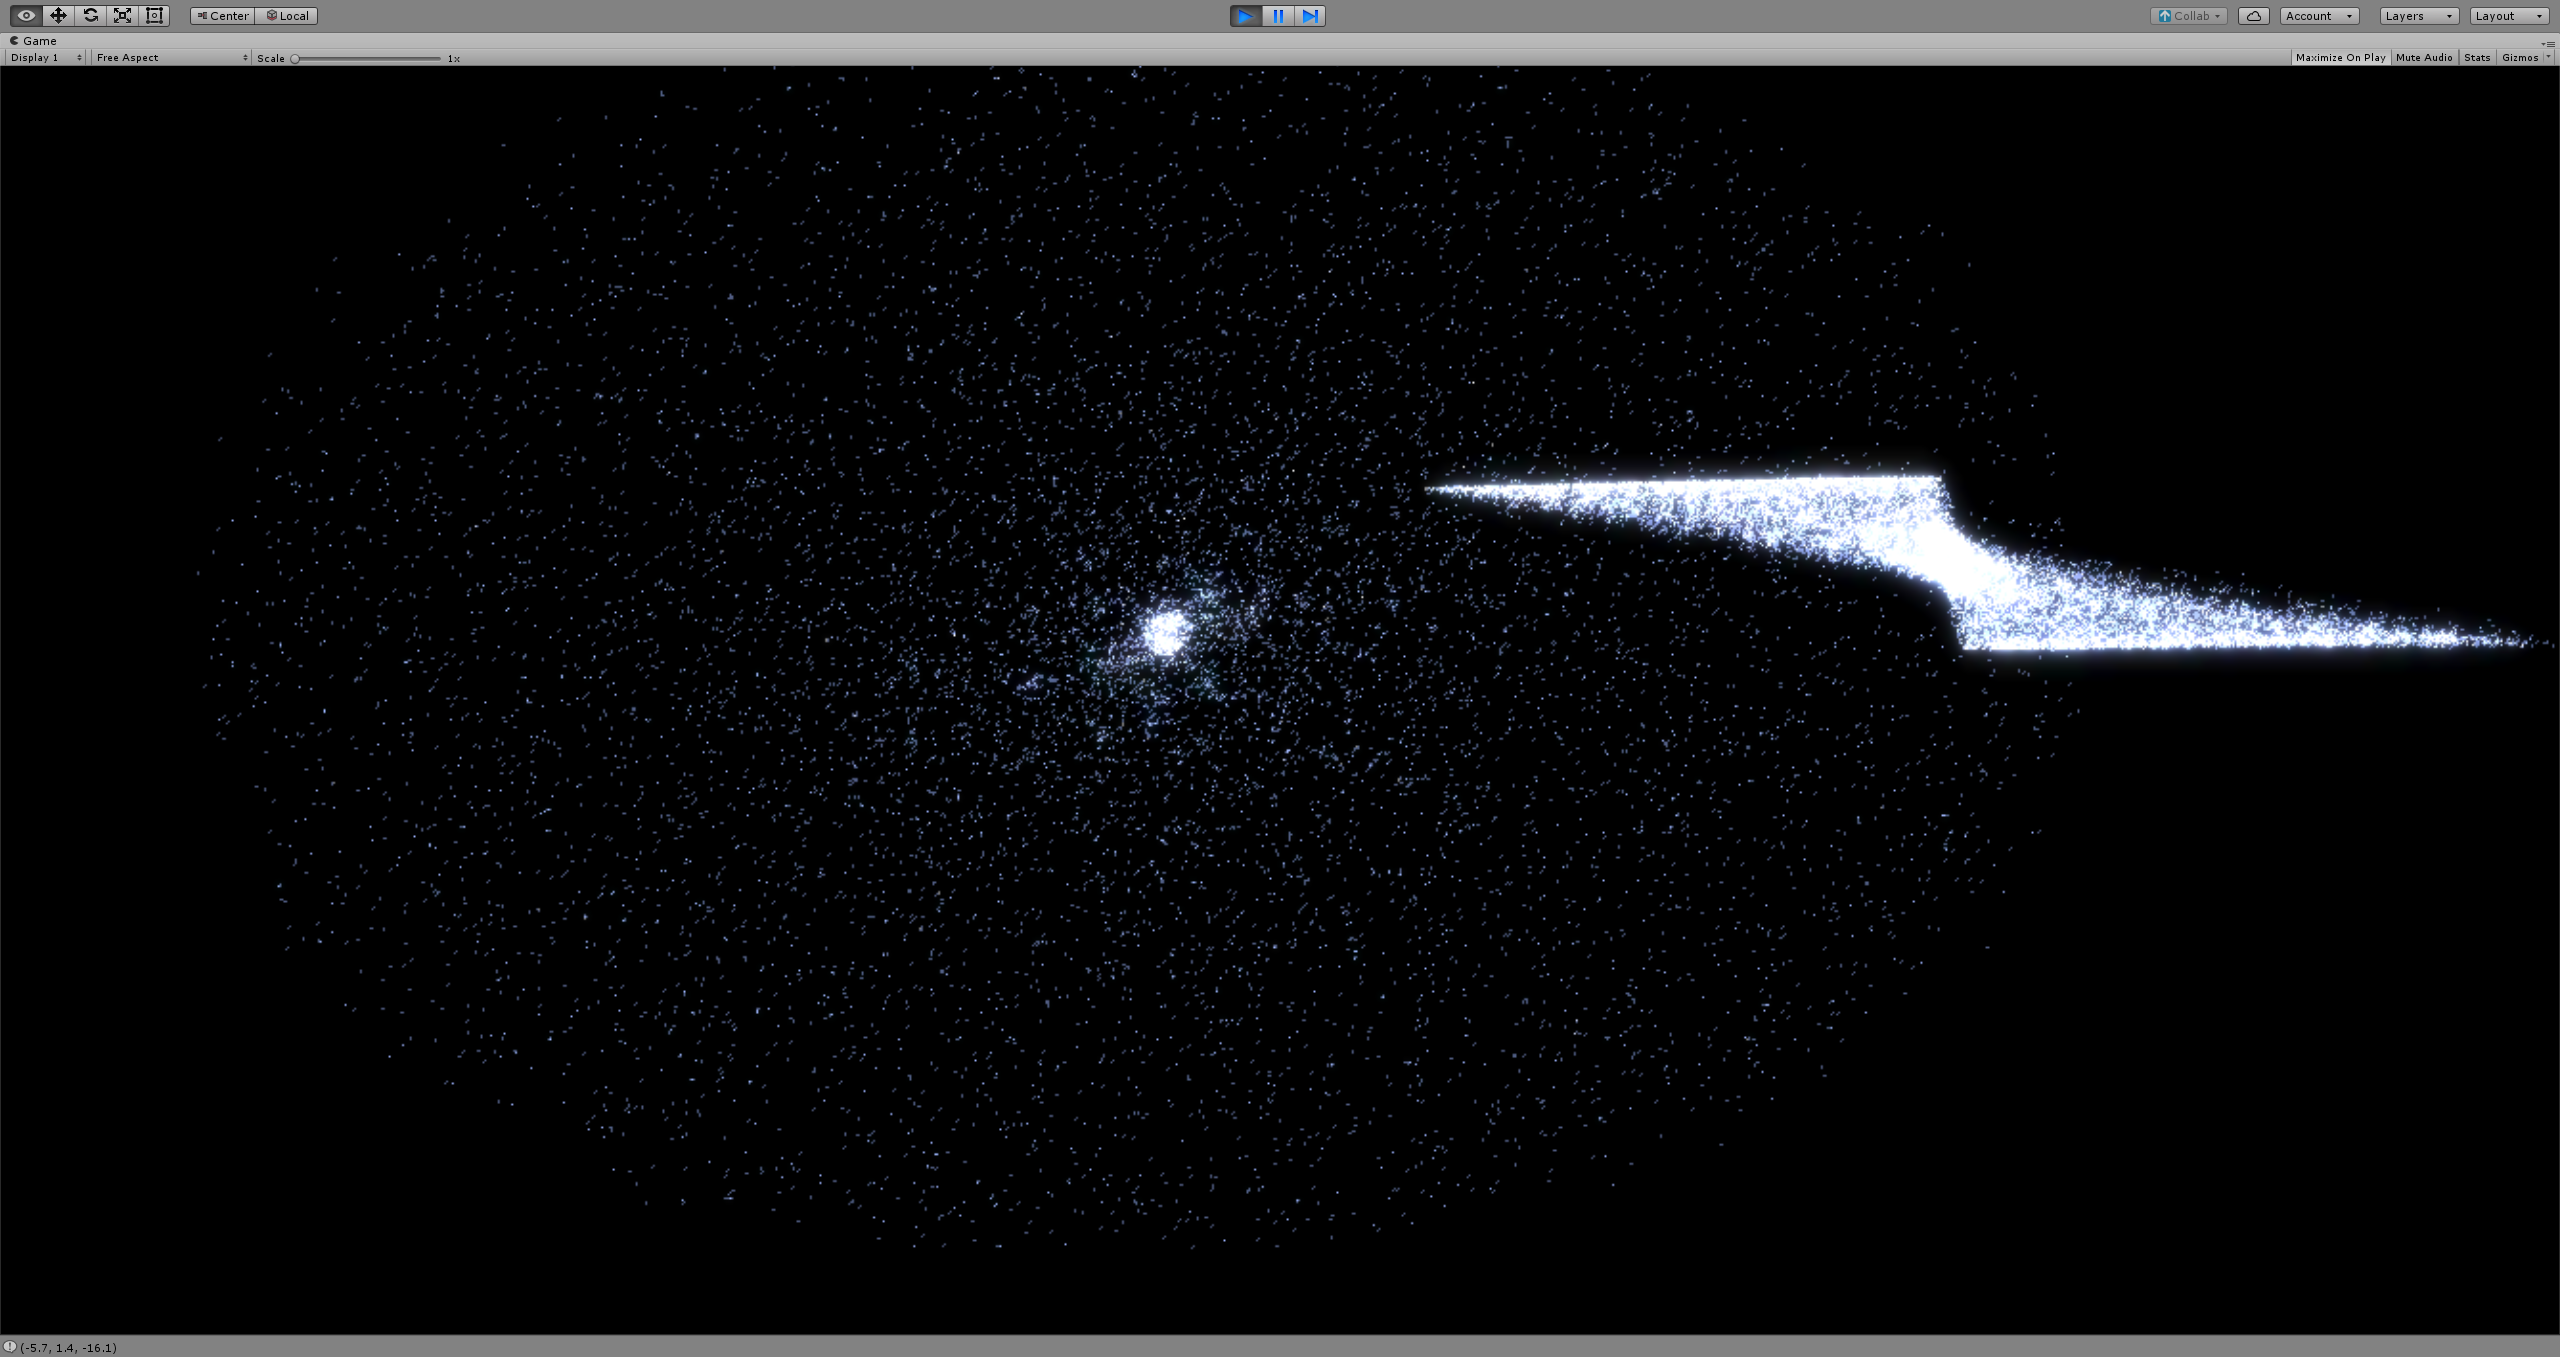 Center Local Collab Account Layers Layout
Game
Display 1 Free Aspect Scale 1x Maximize On Play Mute Audio Stats Gizmos
(-5.7, 1.4, -16.1)